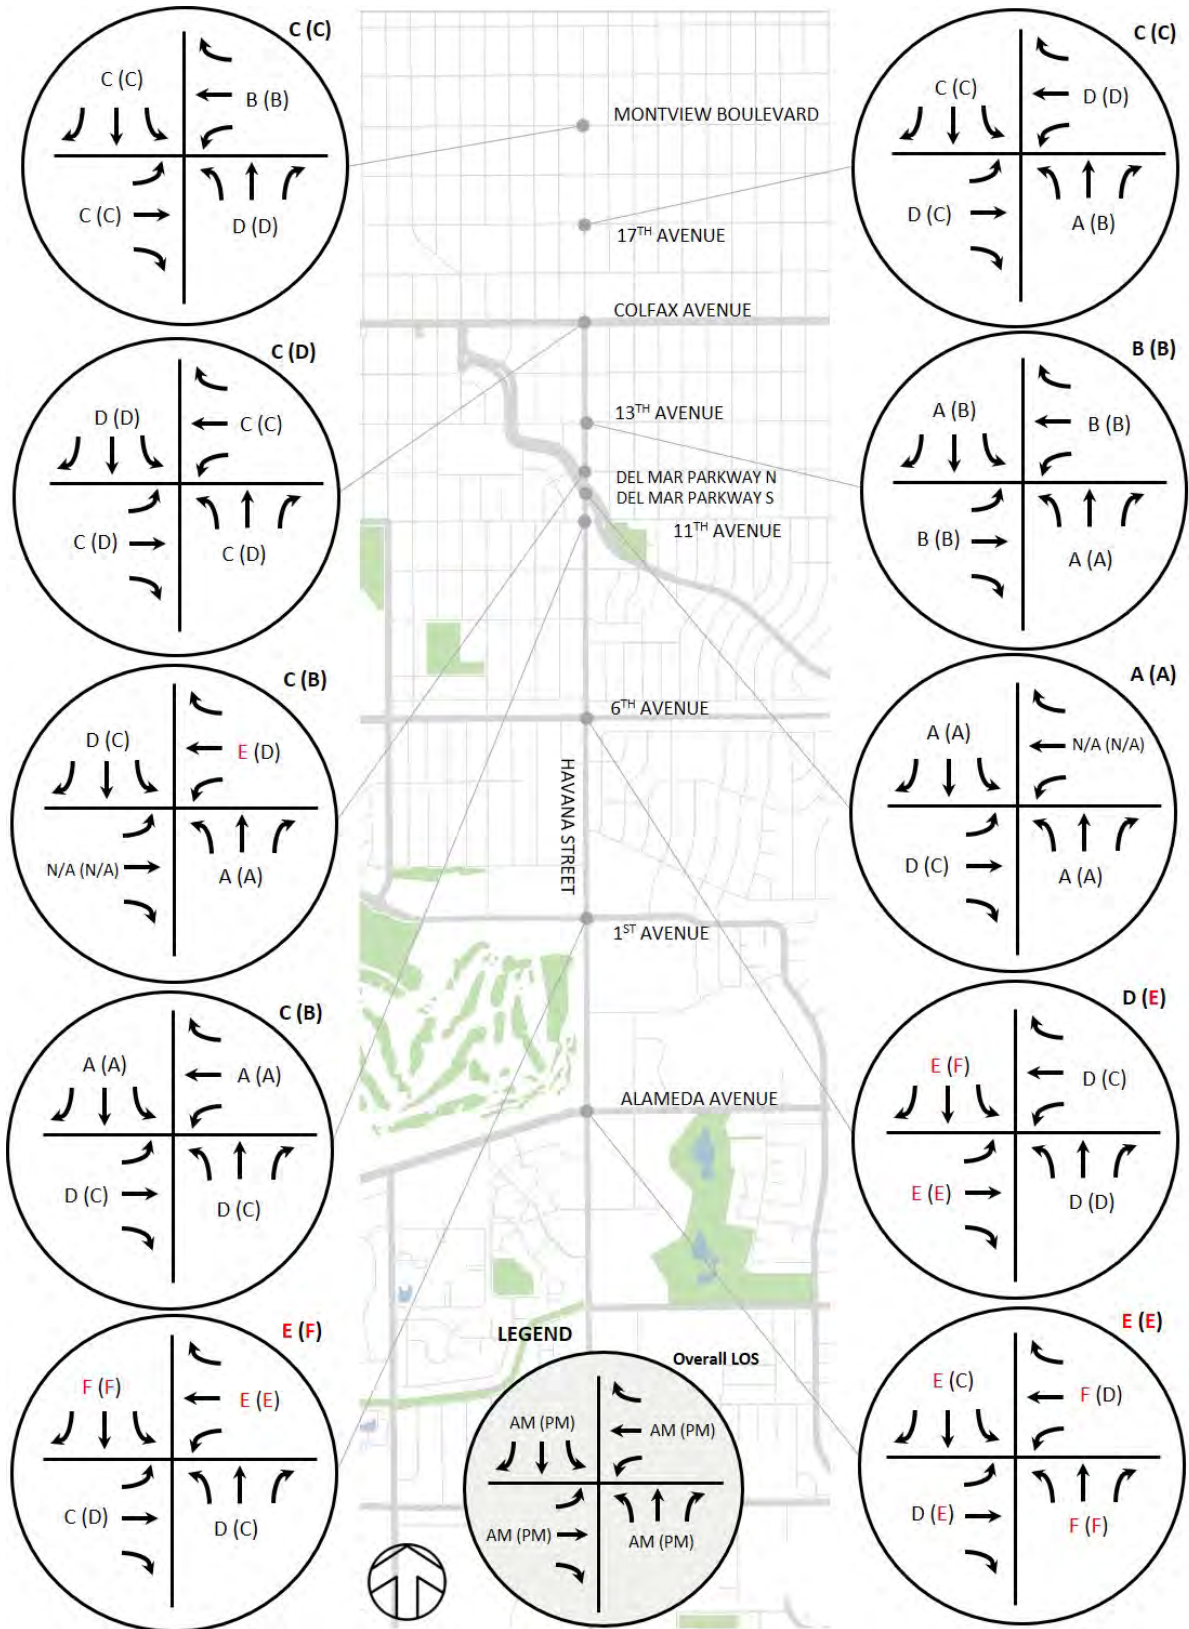 C (C)
C (C)
B (B)
C (C)
D (D)
C (C)
C (C)
D (D)
D (C)
A (B)
MONTVIEW BOULEVARD
17TH AVENUE
COLFAX AVENUE
13TH AVENUE
DEL MAR PARKWAY N
DEL MAR PARKWAY S
11TH AVENUE
6TH AVENUE
HAVANA STREET
1ST AVENUE
ALAMEDA AVENUE
C (D)
D (D)
C (C)
C (D)
C (D)
B (B)
A (B)
B (B)
B (B)
A (A)
C (B)
D (C)
E (D)
N/A (N/A)
A (A)
A (A)
A (A)
N/A (N/A)
D (C)
A (A)
C (B)
A (A)
A (A)
D (C)
D (C)
D (E)
E (F)
D (C)
E (E)
D (D)
E (F)
F (F)
E (E)
C (D)
D (C)
LEGEND
Overall LOS
AM (PM)
AM (PM)
AM (PM)
AM (PM)
E (E)
E (C)
F (D)
D (E)
F (F)